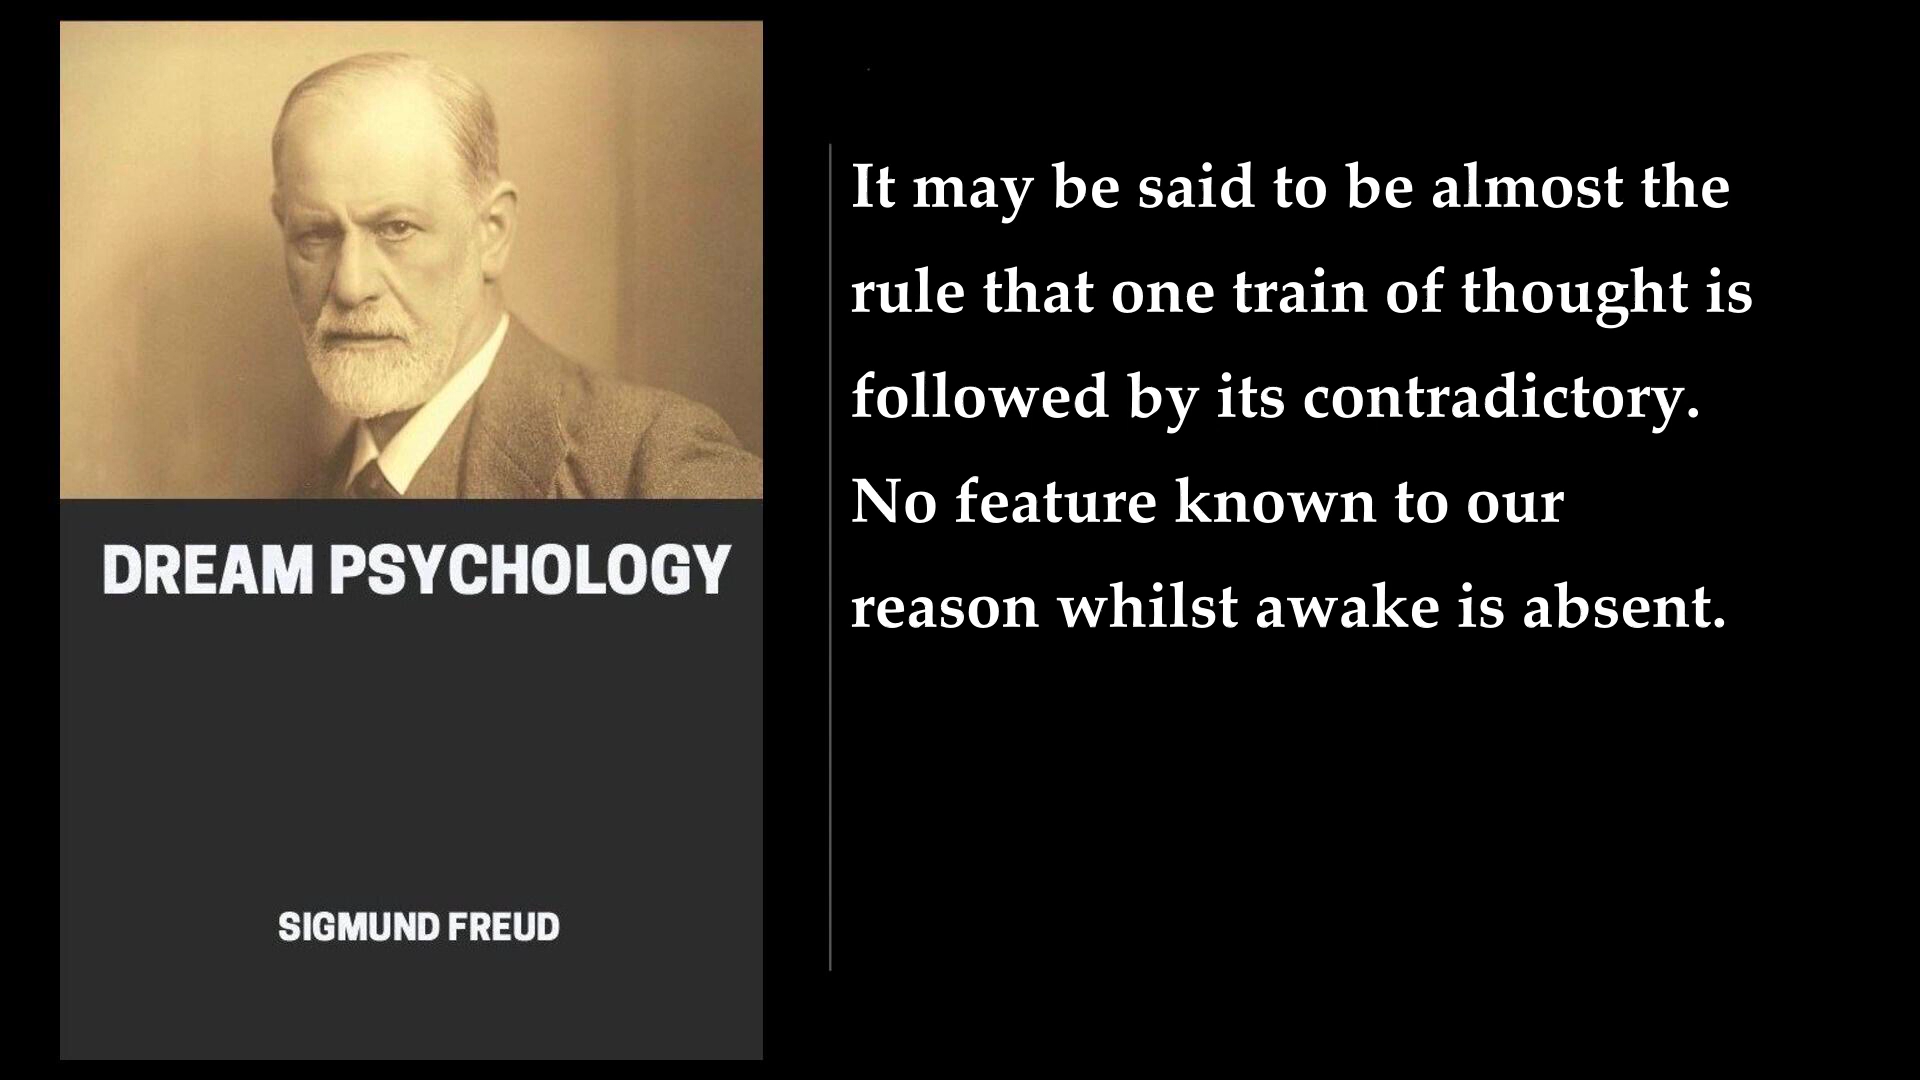 DREAM PSYCHOLOGY
SIGMUND FREUD
It may be said to be almost the
rule that one train of thought is
followed by its contradictory.
No feature known to our
reason whilst awake is absent.